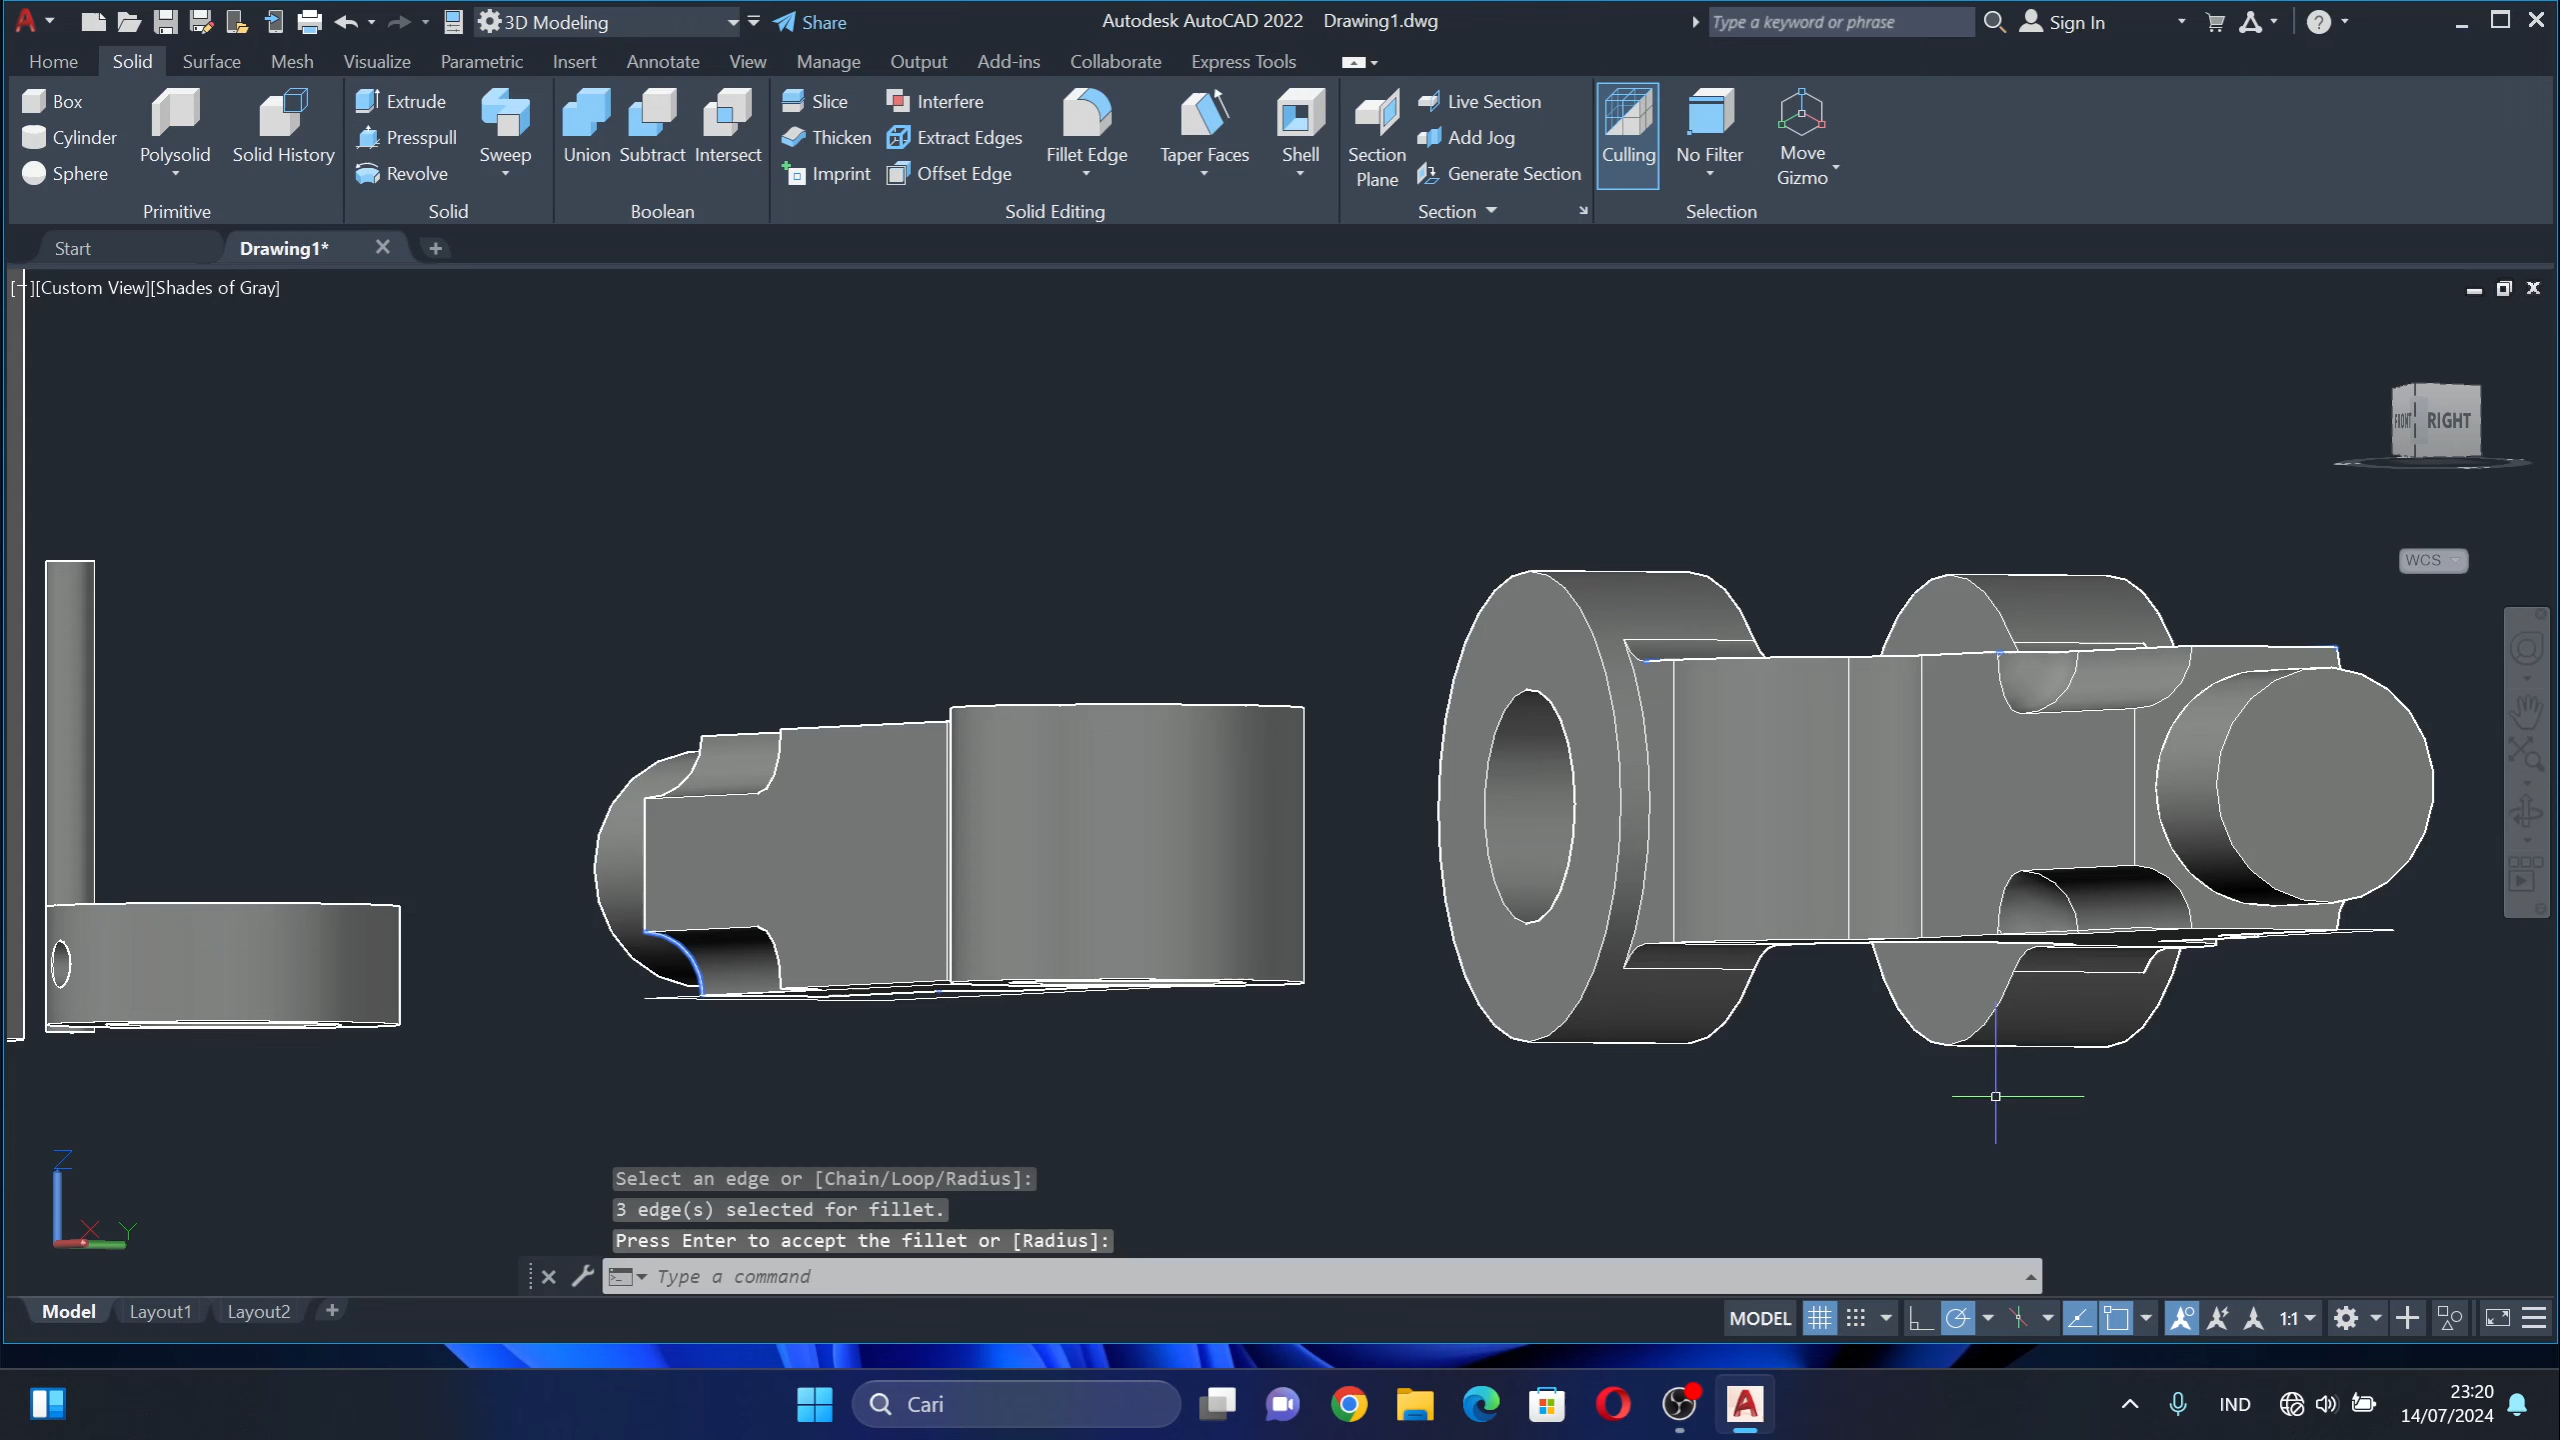 3D Modeling
Share
Autodesk AutoCAD 2022 Drawing1.dwg
Type a keyword or phrase
Sign In
Home Solid Surface Mesh Visualize Parametric Insert Annotate View Manage Output Add-ins Collaborate Express Tools
Box
Cylinder
Sphere
Polysolid
Solid History
Primitive
Extrude
Presspull
Revolve
Sweep
Solid
Union Subtract Intersect
Boolean
Slice
Thicken
Imprint
Interfere
Extract Edges
Offset Edge
Fillet Edge
Taper Faces
Shell
Solid Editing
Section
Plane
Live Section
Add Jog
Generate Section
Section
Culling
No Filter
Move
Gizmo
Selection
Start
Drawing1*
[−][Custom View][Shades of Gray]
FRONT
RIGHT
WCS
Z
X
Y
Select an edge or [Chain/Loop/Radius]:
3 edge(s) selected for fillet.
Press Enter to accept the fillet or [Radius]:
Type a command
Model Layout1 Layout2
MODEL
1:1
Cari
IND
23:20
14/07/2024